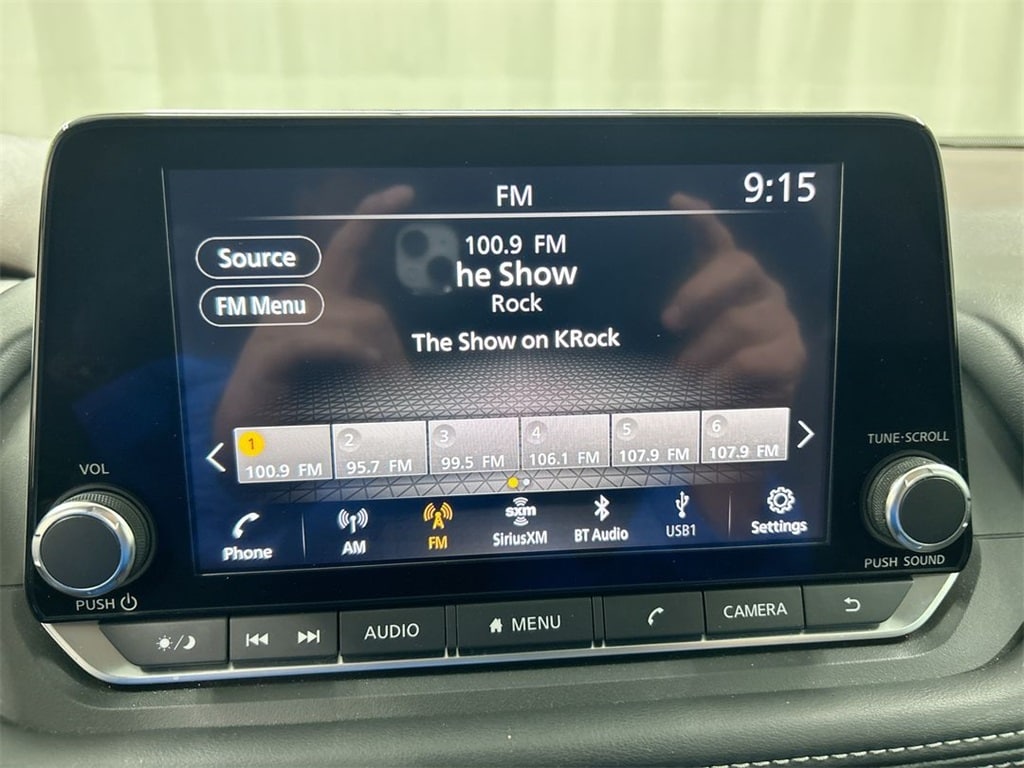 FM
9:15
Source
FM Menu
100.9 FM
he Show
Rock
The Show on KRock
1
100.9 FM
2
95.7 FM
3
99.5 FM
4
106.1 FM
5
107.9 FM
6
107.9 FM
Phone
AM
FM
sxm
SiriusXM
BT Audio
USB1
Settings
VOL
PUSH
TUNE·SCROLL
PUSH SOUND
AUDIO
MENU
CAMERA